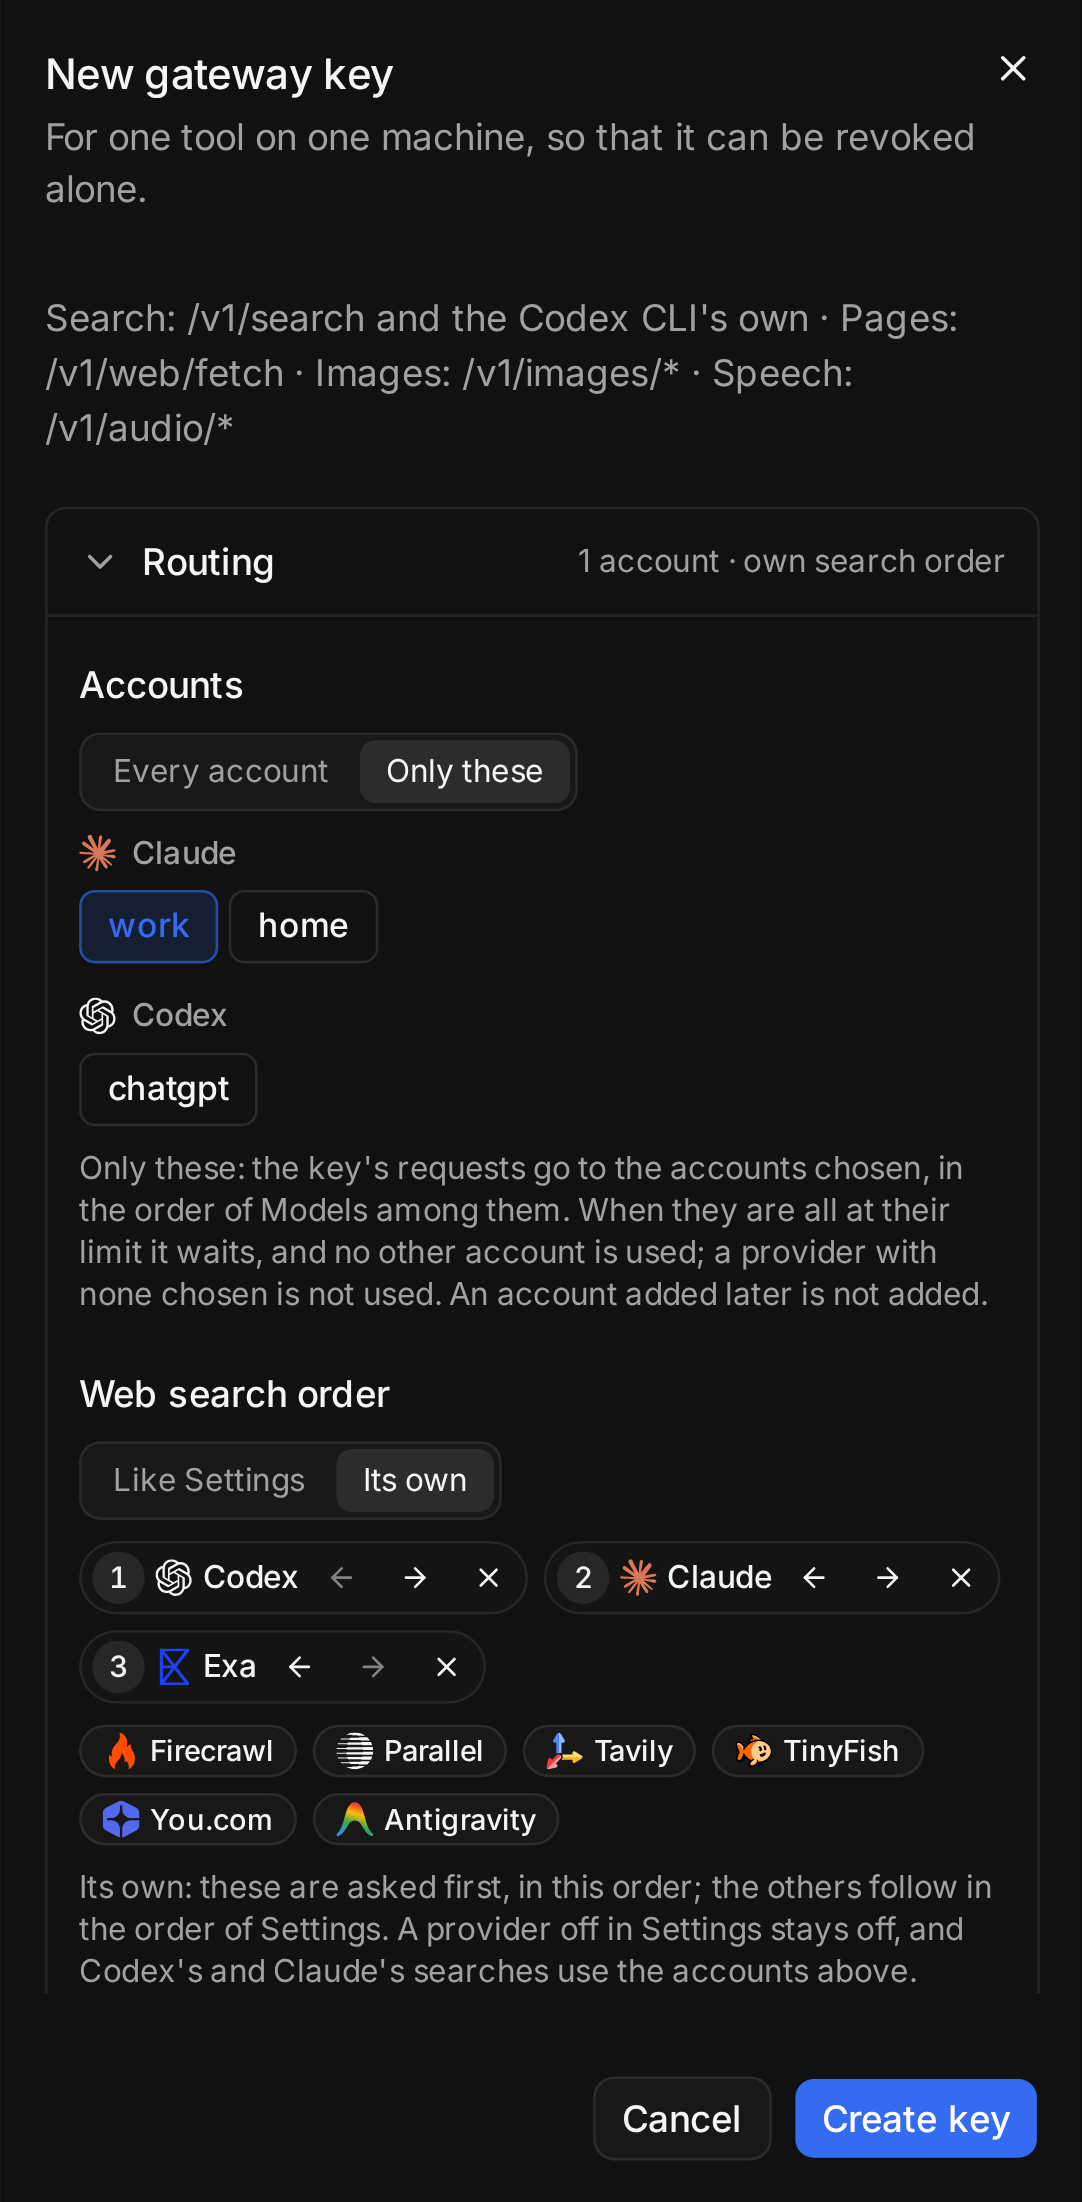 New gateway key
For one tool on one machine, so that it can be revoked
alone.
Search: /v1/search and the Codex CLI's own · Pages:
/v1/web/fetch · Images: /v1/images/* · Speech:
/v1/audio/*
Routing
1 account · own search order
Accounts
Every account
Only these
Claude
work
home
Codex
chatgpt
Only these: the key's requests go to the accounts chosen, in
the order of Models among them. When they are all at their
limit it waits, and no other account is used; a provider with
none chosen is not used. An account added later is not added.
Web search order
Like Settings
Its own
1 Codex
2 Claude
3 Exa
Firecrawl
Parallel
Tavily
TinyFish
You.com
Antigravity
Its own: these are asked first, in this order; the others follow in
the order of Settings. A provider off in Settings stays off, and
Codex's and Claude's searches use the accounts above.
Cancel
Create key